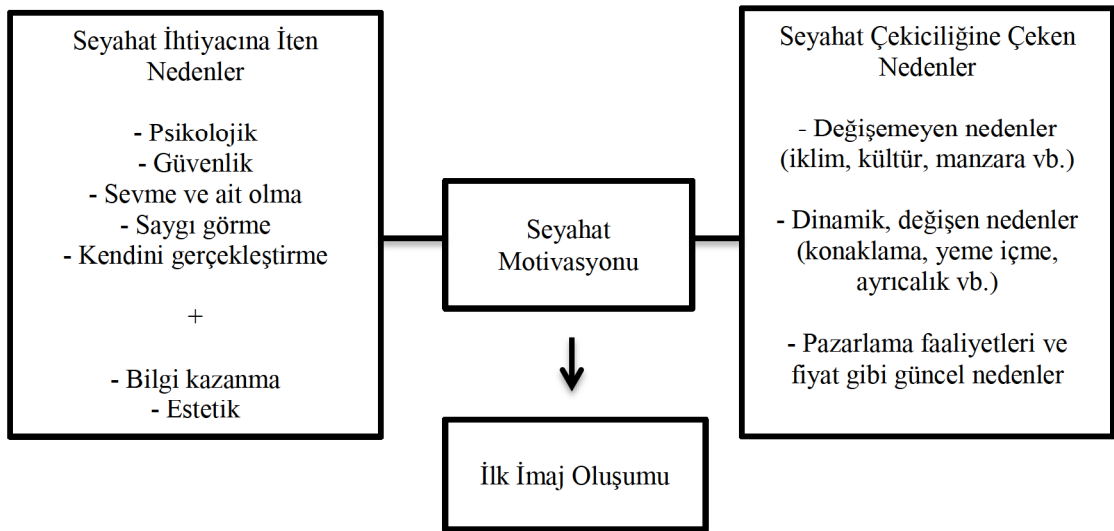 Seyahat İhtiyacına İten
Nedenler
- Psikolojik
- Güvenlik
- Sevme ve ait olma
- Saygı görme
- Kendini gerçekleştirme
+
- Bilgi kazanma
- Estetik
Seyahat
Motivasyonu
İlk İmaj Oluşumu
Seyahat Çekiciliğine Çeken
Nedenler
- Değişemeyen nedenler
(iklim, kültür, manzara vb.)
- Dinamik, değişen nedenler
(konaklama, yeme içme,
ayrıcalık vb.)
- Pazarlama faaliyetleri ve
fiyat gibi güncel nedenler